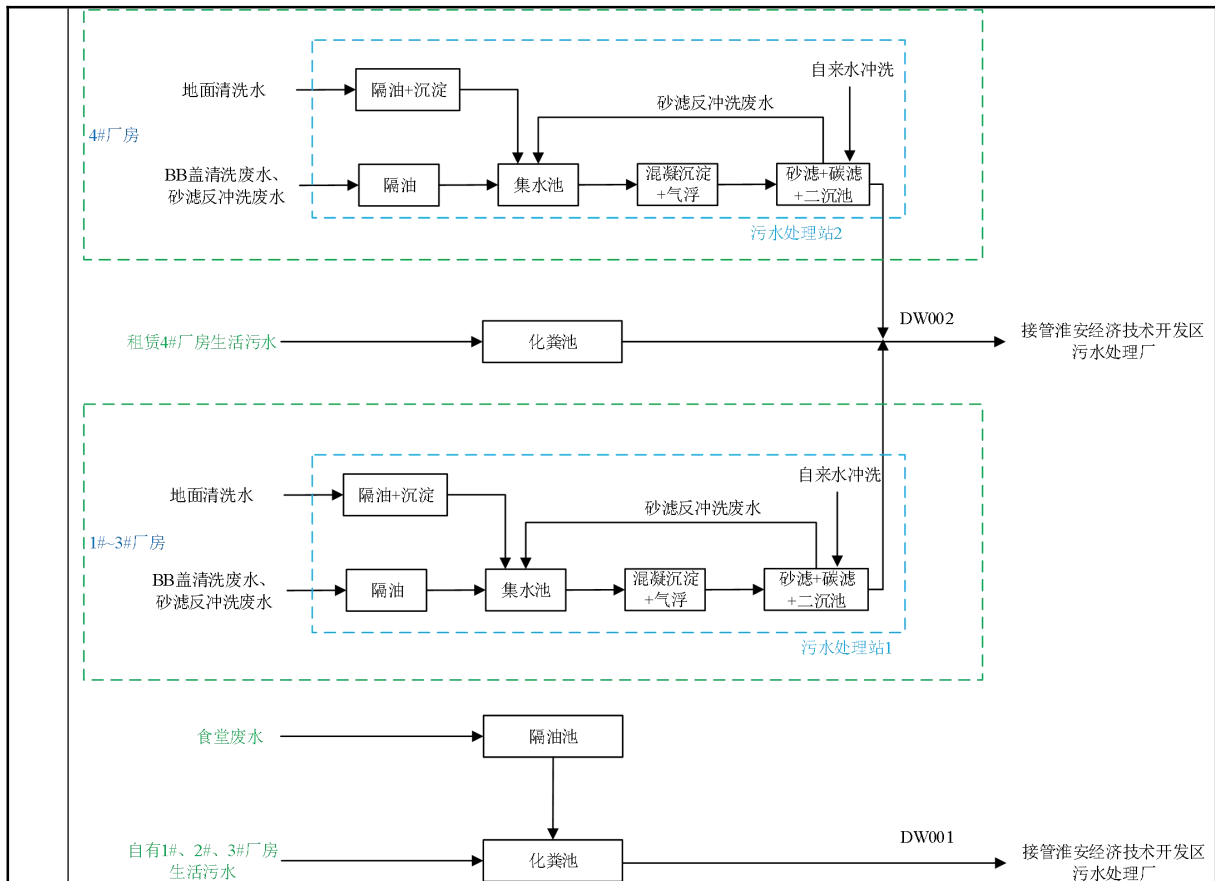 自来水冲洗
地面清洗水
隔油+沉淀
砂滤反冲洗废水
4#厂房
BB盖清洗废水、
砂滤反冲洗废水
隔油
集水池
混凝沉淀
+气浮
砂滤+碳滤
+二沉池
污水处理站2
DW002
租赁4#厂房生活污水
化粪池
接管淮安经济技术开发区
污水处理厂
自来水冲洗
地面清洗水
隔油+沉淀
砂滤反冲洗废水
1#~3#厂房
BB盖清洗废水、
砂滤反冲洗废水
隔油
集水池
混凝沉淀
+气浮
砂滤+碳滤
+二沉池
污水处理站1
食堂废水
隔油池
DW001
自有1#、2#、3#厂房
生活污水
化粪池
接管淮安经济技术开发区
污水处理厂